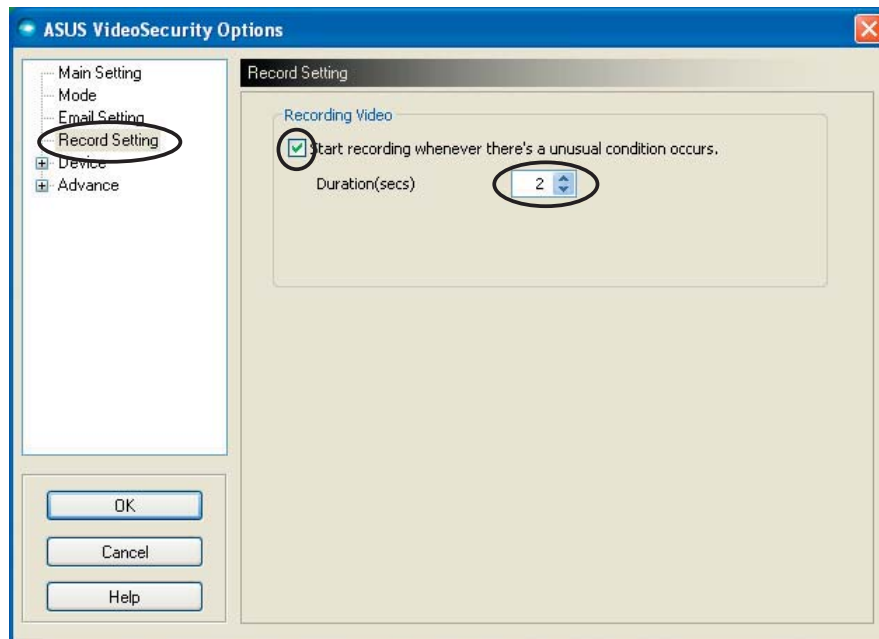 ASUS VideoSecurity Options
Main Setting
Mode
Email Setting
Record Setting
Device
Advance
OK
Cancel
Help
Record Setting
Recording Video
Start recording whenever there's a unusual condition occurs.
Duration(secs) 2